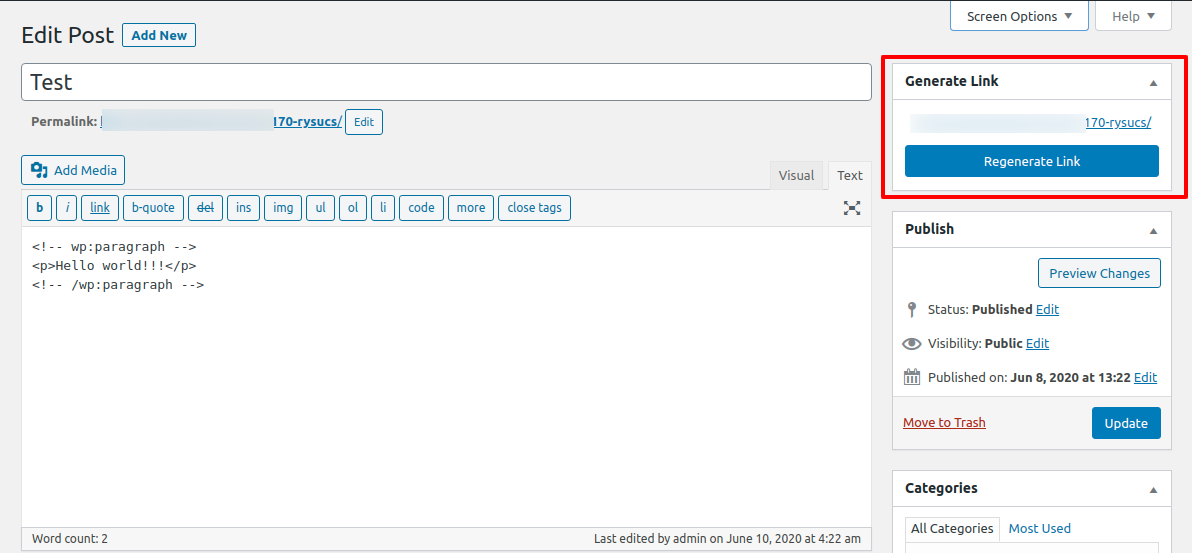 Screen Options ▼
Help ▼
Edit Post
Add New
Test
Permalink: 170-rysucs/ Edit
Add Media
Visual
Text
b i link b-quote del ins img ul ol li code more close tags
<!-- wp:paragraph -->
<p>Hello world!!!</p>
<!-- /wp:paragraph -->
Word count: 2
Last edited by admin on June 10, 2020 at 4:22 am
Generate Link ▲
170-rysucs/
Regenerate Link
Publish ▲
Preview Changes
Status: Published Edit
Visibility: Public Edit
Published on: Jun 8, 2020 at 13:22 Edit
Move to Trash
Update
Categories ▲
All Categories
Most Used